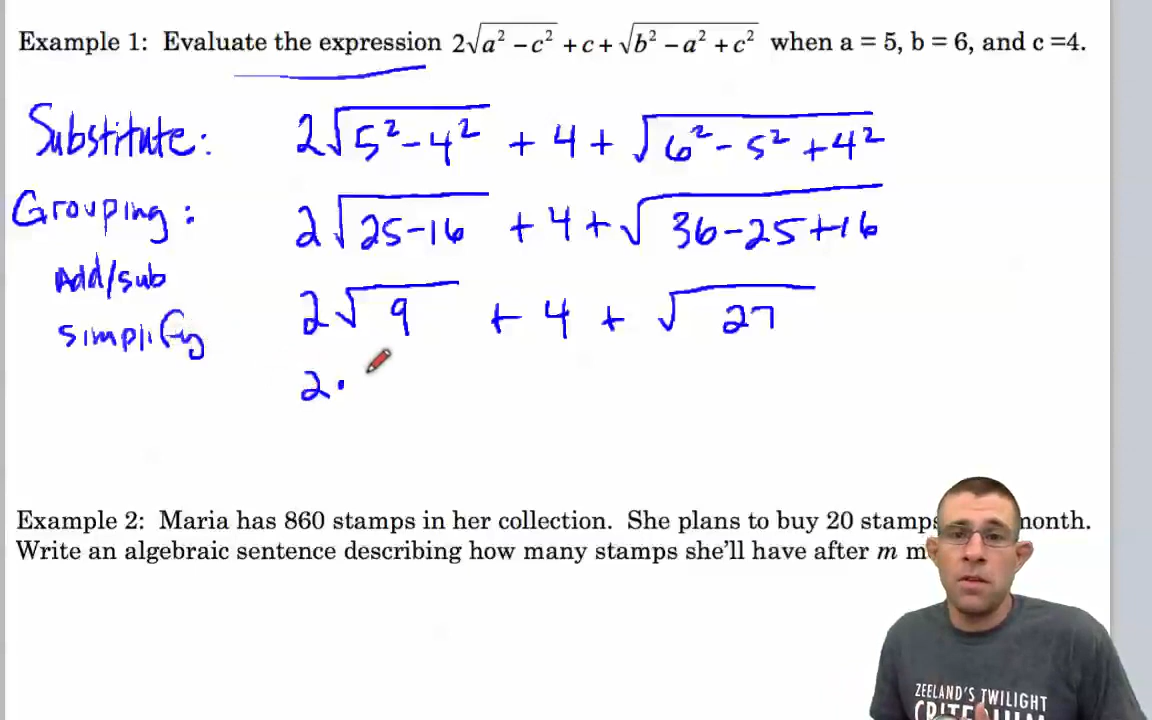 Example 1: Evaluate the expression 2√a² − c² + c + √b² − a² + c² when a = 5, b = 6, and c =4.
Substitute: 2√5² − 4² + 4 + √6² − 5² + 4²
Grouping: 2√25−16 + 4 + √36−25+16
Add/sub
simplify 2√9 + 4 + √27
2·
Example 2: Maria has 860 stamps in her collection. She plans to buy 20 stamps month.
Write an algebraic sentence describing how many stamps she'll have after m m
ZEELAND'S TWILIGHT
CRITERIUM